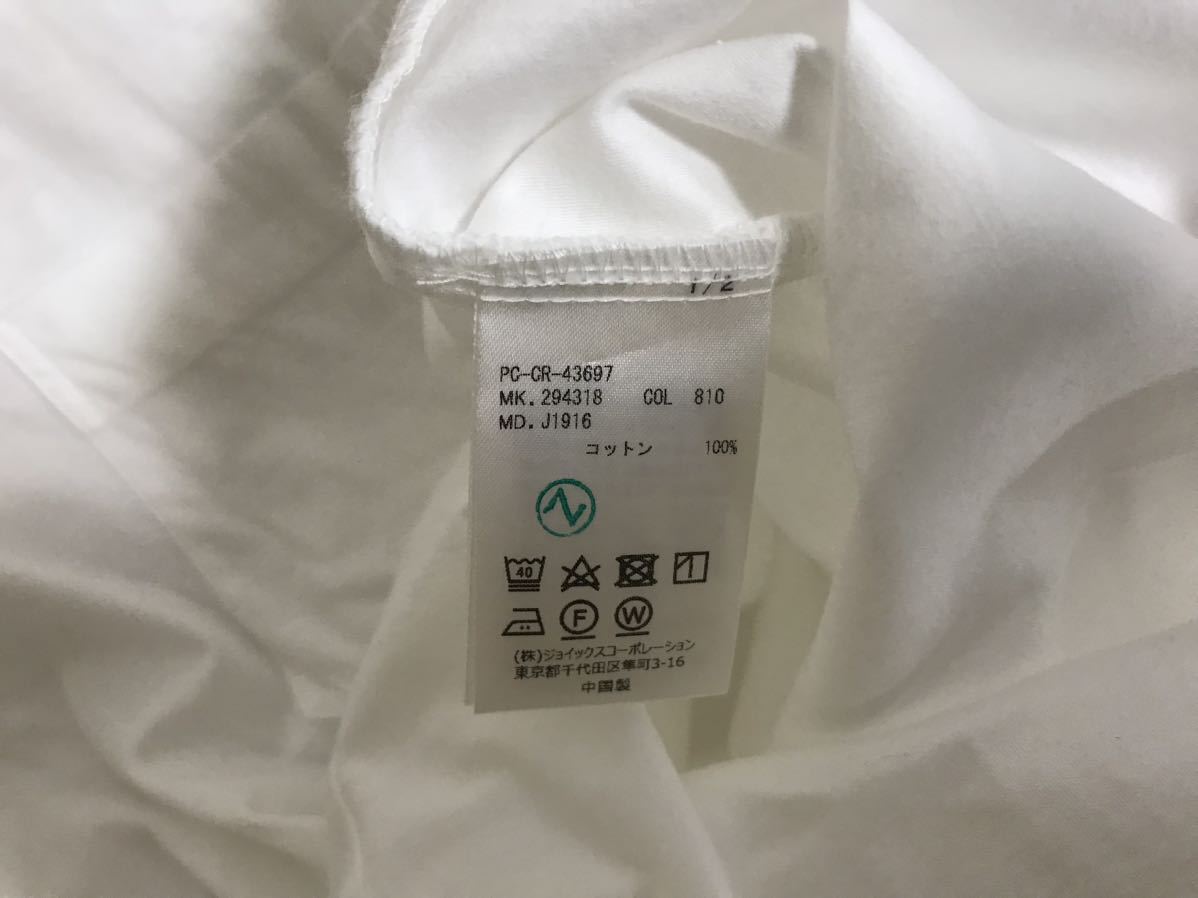 1/2
PC-CR-43697
MK. 294318 COL 810
MD. J1916
コットン 100%
40
F W
(株)ジョイックスコーポレーション
東京都千代田区隼町3-16
中国製